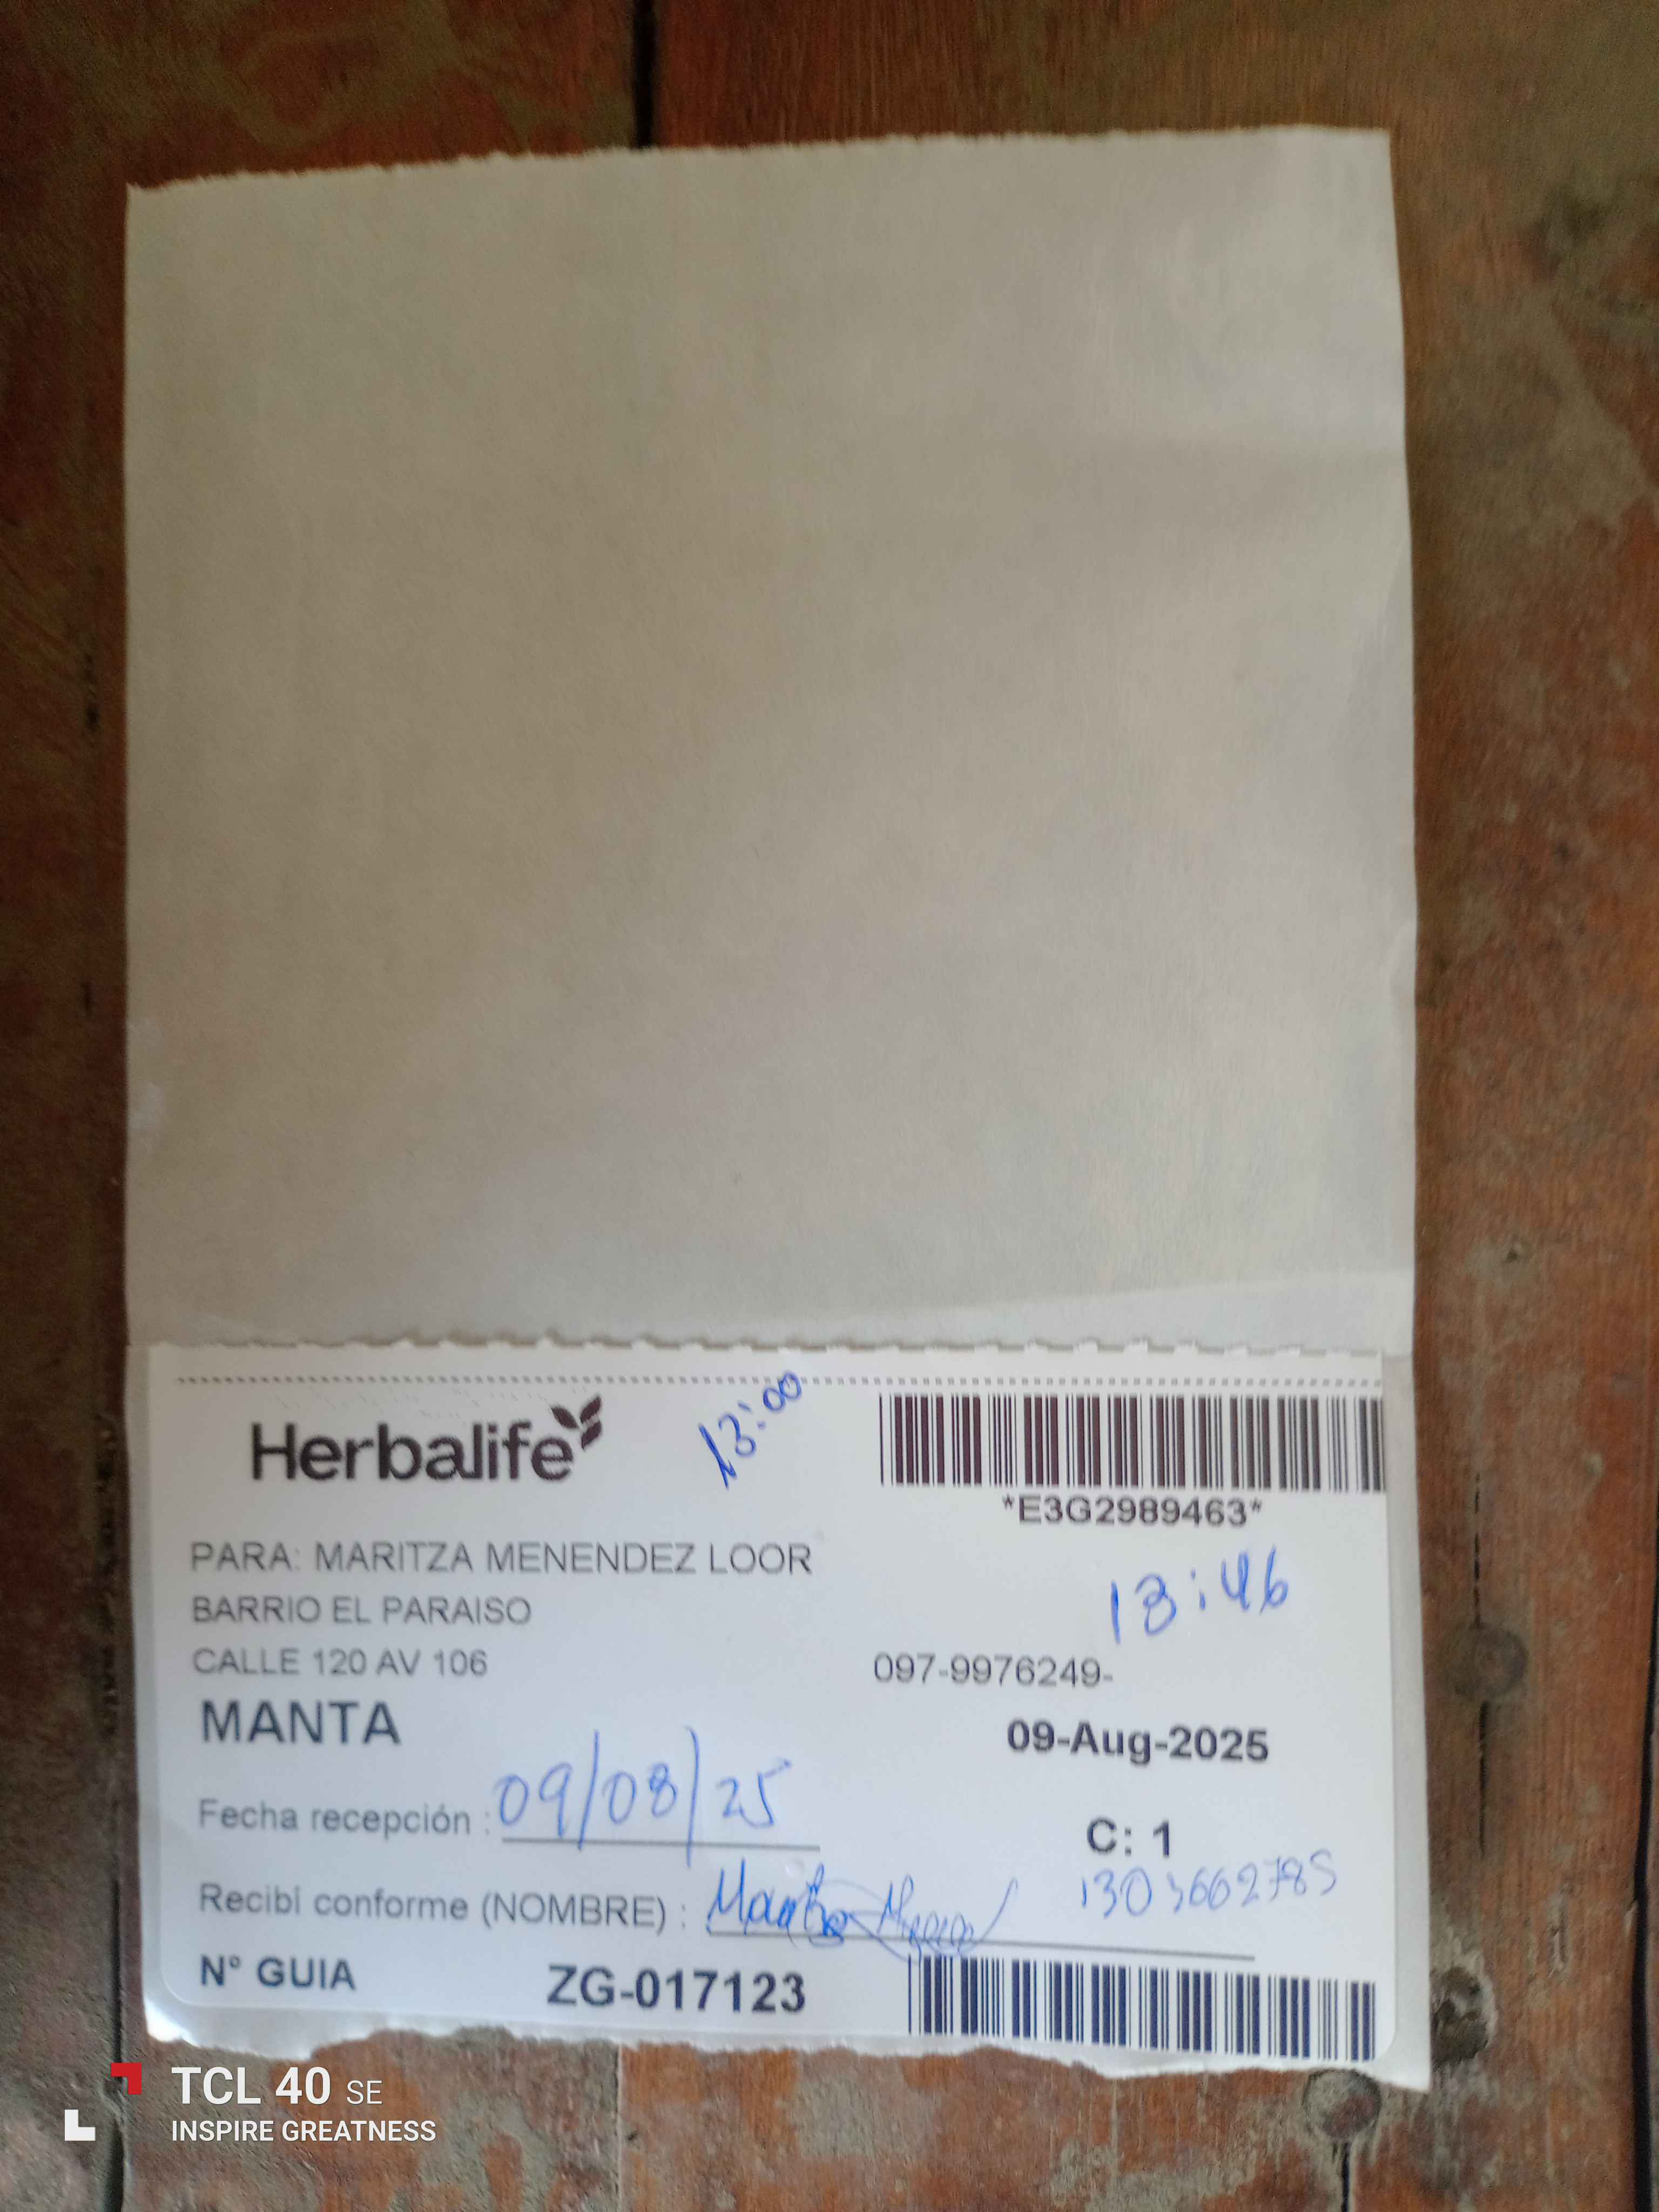 Herbalife
13:00
*E3G2989463*
PARA: MARITZA MENENDEZ LOOR
13:46
BARRIO EL PARAISO
CALLE 120 AV 106
097-9976249-
MANTA
09-Aug-2025
Fecha recepción : 09/08/25
C: 1
Recibi conforme (NOMBRE) :
N° GUIA ZG-017123
TCL 40 SE
INSPIRE GREATNESS